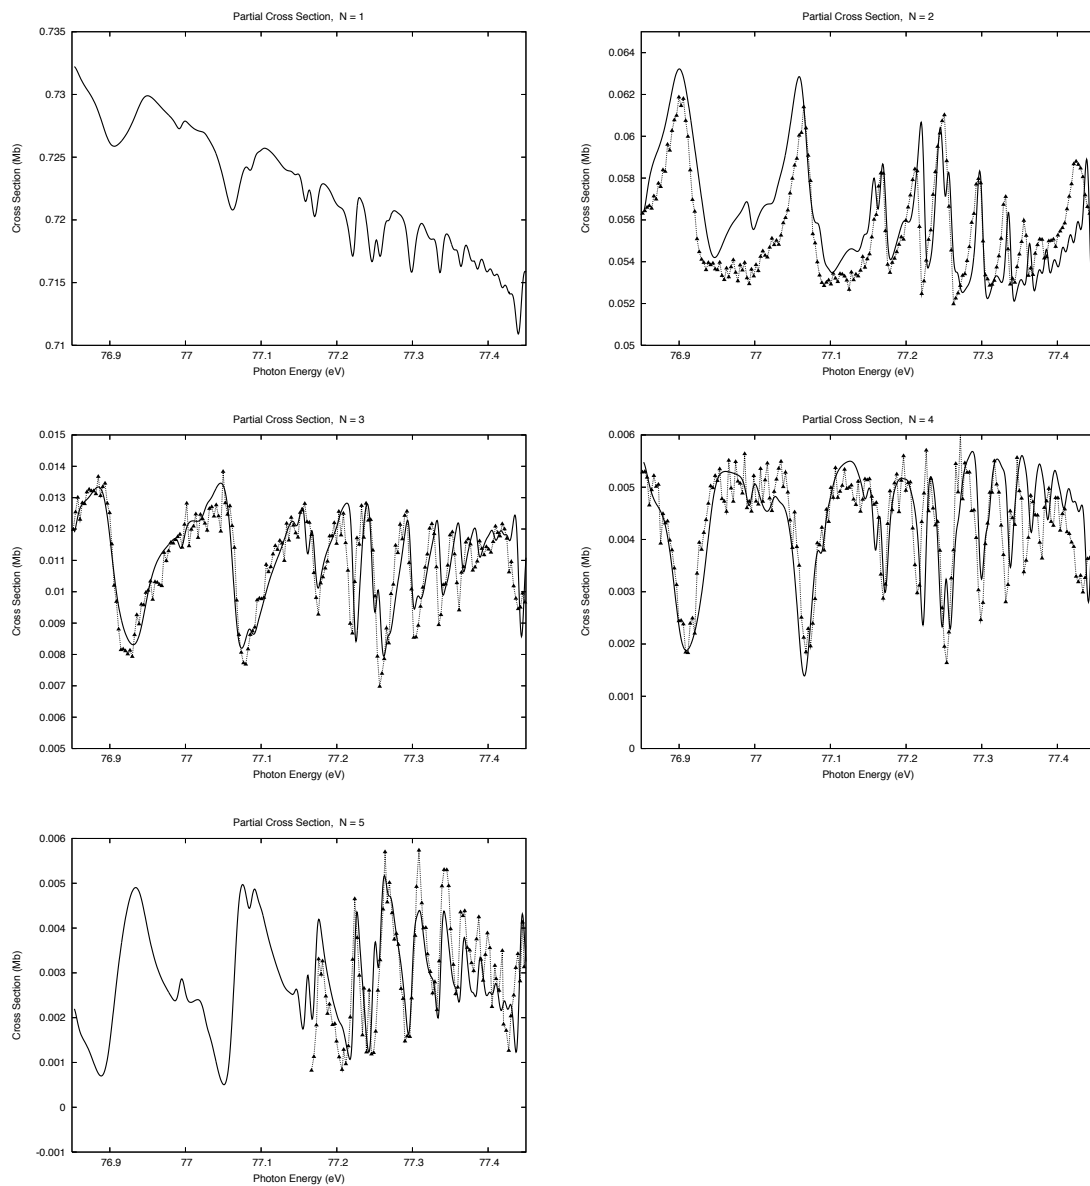 Partial Cross Section, N = 1
0.735
0.73
0.725
0.72
0.715
0.71
Cross Section (Mb)
76.9 77 77.1 77.2 77.3 77.4
Photon Energy (eV)
Partial Cross Section, N = 2
0.064
0.062
0.06
0.058
0.056
0.054
0.052
0.05
Cross Section (Mb)
76.9 77 77.1 77.2 77.3 77.4
Photon Energy (eV)
Partial Cross Section, N = 3
0.015
0.014
0.013
0.012
0.011
0.01
0.009
0.008
0.007
0.006
0.005
Cross Section (Mb)
76.9 77 77.1 77.2 77.3 77.4
Photon Energy (eV)
Partial Cross Section, N = 4
0.006
0.005
0.004
0.003
0.002
0.001
0
Cross Section (Mb)
76.9 77 77.1 77.2 77.3 77.4
Photon Energy (eV)
Partial Cross Section, N = 5
0.006
0.005
0.004
0.003
0.002
0.001
0
-0.001
Cross Section (Mb)
76.9 77 77.1 77.2 77.3 77.4
Photon Energy (eV)